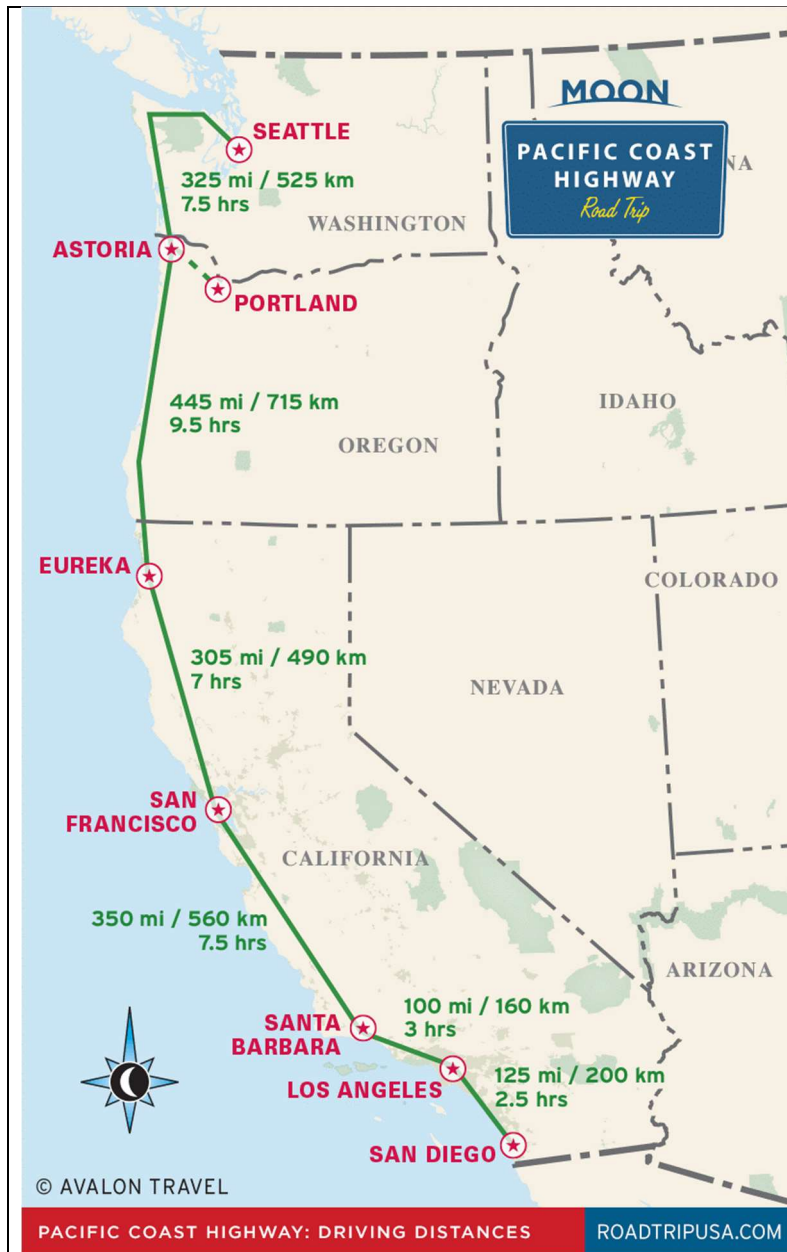 MOON
PACIFIC COAST
HIGHWAY
Road Trip
SEATTLE
325 mi / 525 km
7.5 hrs
WASHINGTON
ASTORIA
PORTLAND
445 mi / 715 km
9.5 hrs
IDAHO
OREGON
EUREKA
COLORADO
305 mi / 490 km
7 hrs
NEVADA
SAN
FRANCISCO
CALIFORNIA
350 mi / 560 km
7.5 hrs
ARIZONA
100 mi / 160 km
3 hrs
SANTA
BARBARA
LOS ANGELES
125 mi / 200 km
2.5 hrs
SAN DIEGO
© AVALON TRAVEL
PACIFIC COAST HIGHWAY: DRIVING DISTANCES
ROADTRIPUSA.COM